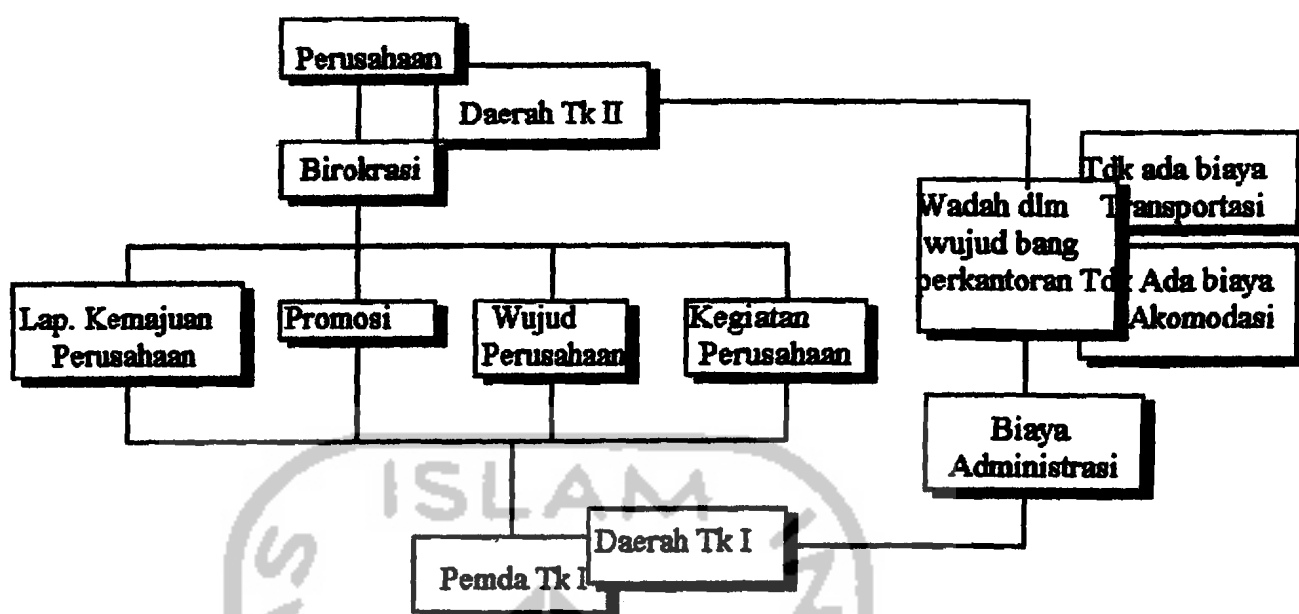 Perusahaan
Daerah Tk II
Birokrasi
Tdk ada biaya
Transportasi
Wadah dlm
wujud bang
perkantoran
Tdk Ada biaya
Akomodasi
Lap. Kemajuan
Perusahaan
Promosi
Wujud
Perusahaan
Kegiatan
Perusahaan
Biaya
Administrasi
ISLAM
Daerah Tk I
Pemda Tk I